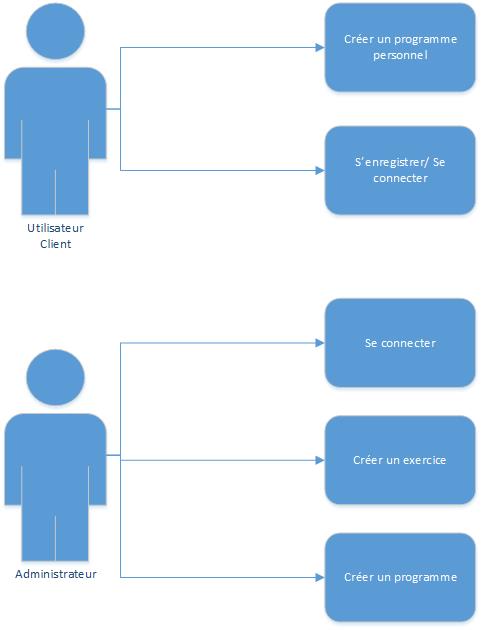 Créer un programme
personnel
S'enregistrer/ Se
connecter
Utilisateur
Client
Se connecter
Créer un exercice
Créer un programme
Administrateur